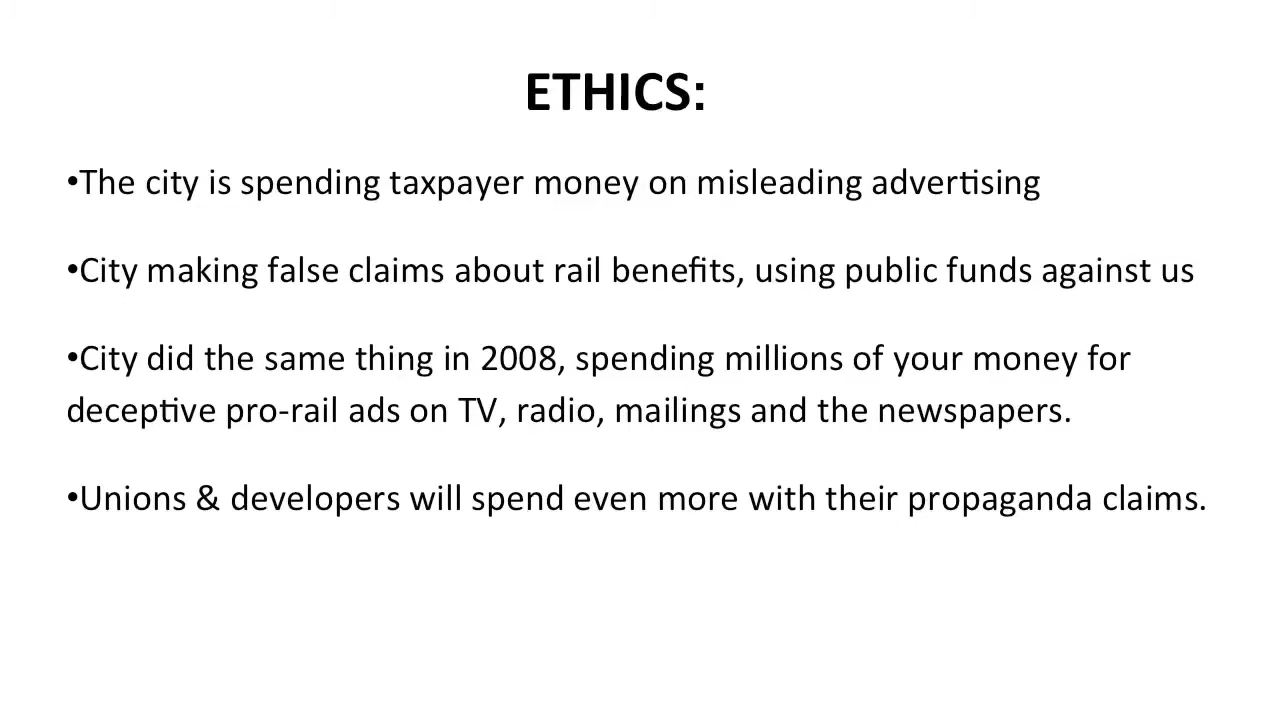 ETHICS:
•The city is spending taxpayer money on misleading advertising
•City making false claims about rail benefits, using public funds against us
•City did the same thing in 2008, spending millions of your money for
deceptive pro-rail ads on TV, radio, mailings and the newspapers.
•Unions & developers will spend even more with their propaganda claims.